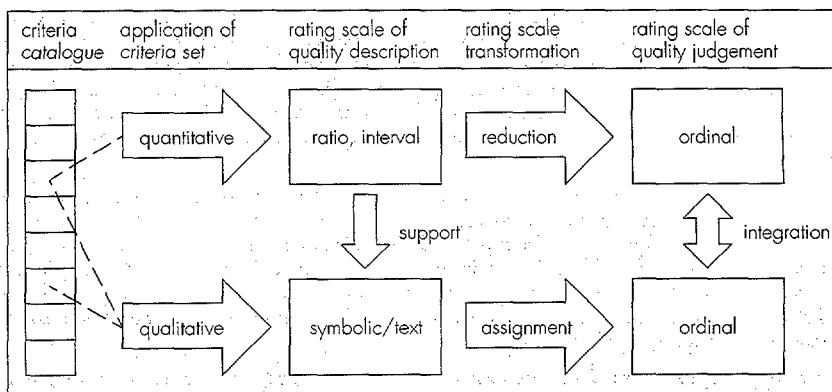 criteria
catalogue
application of
criteria set
rating scale of
quality description
rating scale
transformation
rating scale of
quality judgement
quantitative
ratio, interval
reduction
ordinal
support
integration
qualitative
symbolic/text
assignment
ordinal